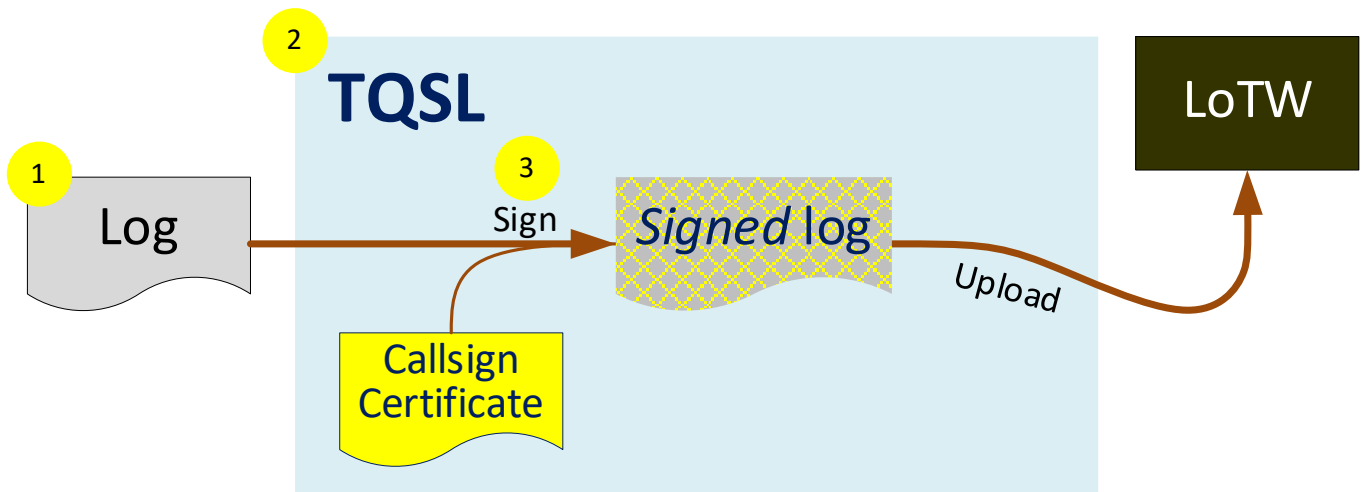 2
TQSL
LoTW
1
Log
3
Sign
Signed log
Upload
Callsign
Certificate